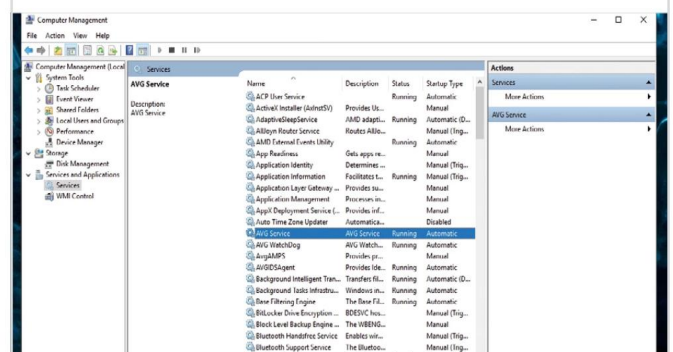 Computer Management
File Action View Help
Computer Management (Local
System Tools
Task Scheduler
Event Viewer
Shared Folders
Local Users and Groups
Performance
Device Manager
Storage
Disk Management
Services and Applications
Services
WMI Control
Services
AVG Service
Description:
AVG Service
Name Description Status Startup Type
ACP User Service Running Automatic
ActiveX Installer (AxInstSV) Provides Us... Manual
AdaptiveSleepService AMD adapti... Running Automatic (D...
AllJoyn Router Service Routes AllJo... Manual (Trig...
AMD External Events Utility Running Automatic
App Readiness Gets apps re... Manual
Application Identity Determines ... Manual (Trig...
Application Information Facilitates t... Running Manual (Trig...
Application Layer Gateway ... Provides su... Manual
Application Management Processes in... Manual
AppX Deployment Service (... Provides inf... Manual
Auto Time Zone Updater Automatica... Disabled
AVG Service AVG Service Running Automatic
AVG WatchDog AVG Watch... Running Automatic
AvgAMPS Provides pr... Manual
AVGIDSAgent Provides Ide... Running Automatic
Background Intelligent Tran... Transfers fil... Running Automatic (D...
Background Tasks Infrastru... Windows in... Running Automatic
Base Filtering Engine The Base Fil... Running Automatic
BitLocker Drive Encryption ... BDESVC hos... Manual (Trig...
Block Level Backup Engine ... The WBENG... Manual
Bluetooth Handsfree Service Enables wir... Manual (Trig...
Bluetooth Support Service The Bluetoo... Manual (Trig...
Actions
Services
More Actions
AVG Service
More Actions